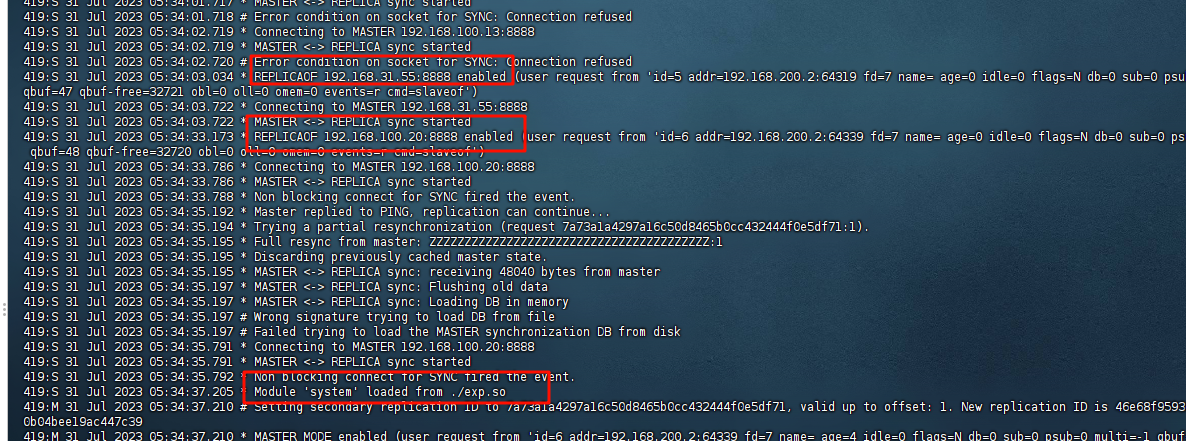 419:S 31 Jul 2023 05:34:01.717 * MASTER <-> REPLICA sync started
419:S 31 Jul 2023 05:34:01.718 # Error condition on socket for SYNC: Connection refused
419:S 31 Jul 2023 05:34:02.719 * Connecting to MASTER 192.168.100.13:8888
419:S 31 Jul 2023 05:34:02.719 * MASTER <-> REPLICA sync started
419:S 31 Jul 2023 05:34:02.720 # Error condition on socket for SYNC: Connection refused
419:S 31 Jul 2023 05:34:03.034 * REPLICAOF 192.168.31.55:8888 enabled (user request from 'id=5 addr=192.168.200.2:64319 fd=7 name= age=0 idle=0 flags=N db=0 sub=0 psu
qbuf=47 qbuf-free=32721 obl=0 oll=0 omem=0 events=r cmd=slaveof')
419:S 31 Jul 2023 05:34:03.722 * Connecting to MASTER 192.168.31.55:8888
419:S 31 Jul 2023 05:34:03.722 * MASTER <-> REPLICA sync started
419:S 31 Jul 2023 05:34:33.173 * REPLICAOF 192.168.100.20:8888 enabled (user request from 'id=6 addr=192.168.200.2:64339 fd=7 name= age=0 idle=0 flags=N db=0 sub=0 ps
qbuf=48 qbuf-free=32720 obl=0 oll=0 omem=0 events=r cmd=slaveof')
419:S 31 Jul 2023 05:34:33.786 * Connecting to MASTER 192.168.100.20:8888
419:S 31 Jul 2023 05:34:33.786 * MASTER <-> REPLICA sync started
419:S 31 Jul 2023 05:34:33.788 * Non blocking connect for SYNC fired the event.
419:S 31 Jul 2023 05:34:35.192 * Master replied to PING, replication can continue...
419:S 31 Jul 2023 05:34:35.194 * Trying a partial resynchronization (request 7a73a1a4297a16c50d8465b0cc432444f0e5df71:1).
419:S 31 Jul 2023 05:34:35.195 * Full resync from master: ZZZZZZZZZZZZZZZZZZZZZZZZZZZZZZZZZZZZZZZZ:1
419:S 31 Jul 2023 05:34:35.195 * Discarding previously cached master state.
419:S 31 Jul 2023 05:34:35.195 * MASTER <-> REPLICA sync: receiving 48040 bytes from master
419:S 31 Jul 2023 05:34:35.197 * MASTER <-> REPLICA sync: Flushing old data
419:S 31 Jul 2023 05:34:35.197 * MASTER <-> REPLICA sync: Loading DB in memory
419:S 31 Jul 2023 05:34:35.197 # Wrong signature trying to load DB from file
419:S 31 Jul 2023 05:34:35.197 # Failed trying to load the MASTER synchronization DB from disk
419:S 31 Jul 2023 05:34:35.791 * Connecting to MASTER 192.168.100.20:8888
419:S 31 Jul 2023 05:34:35.791 * MASTER <-> REPLICA sync started
419:S 31 Jul 2023 05:34:35.792 * Non blocking connect for SYNC fired the event.
419:S 31 Jul 2023 05:34:37.205 * Module 'system' loaded from ./exp.so
419:M 31 Jul 2023 05:34:37.210 # Setting secondary replication ID to 7a73a1a4297a16c50d8465b0cc432444f0e5df71, valid up to offset: 1. New replication ID is 46e68f9593
0b04bee19ac447c39
419:M 31 Jul 2023 05:34:37.210 * MASTER MODE enabled (user request from 'id=6 addr=192.168.200.2:64339 fd=7 name= age=4 idle=0 flags=N db=0 sub=0 psub=0 multi=-1 qbuf